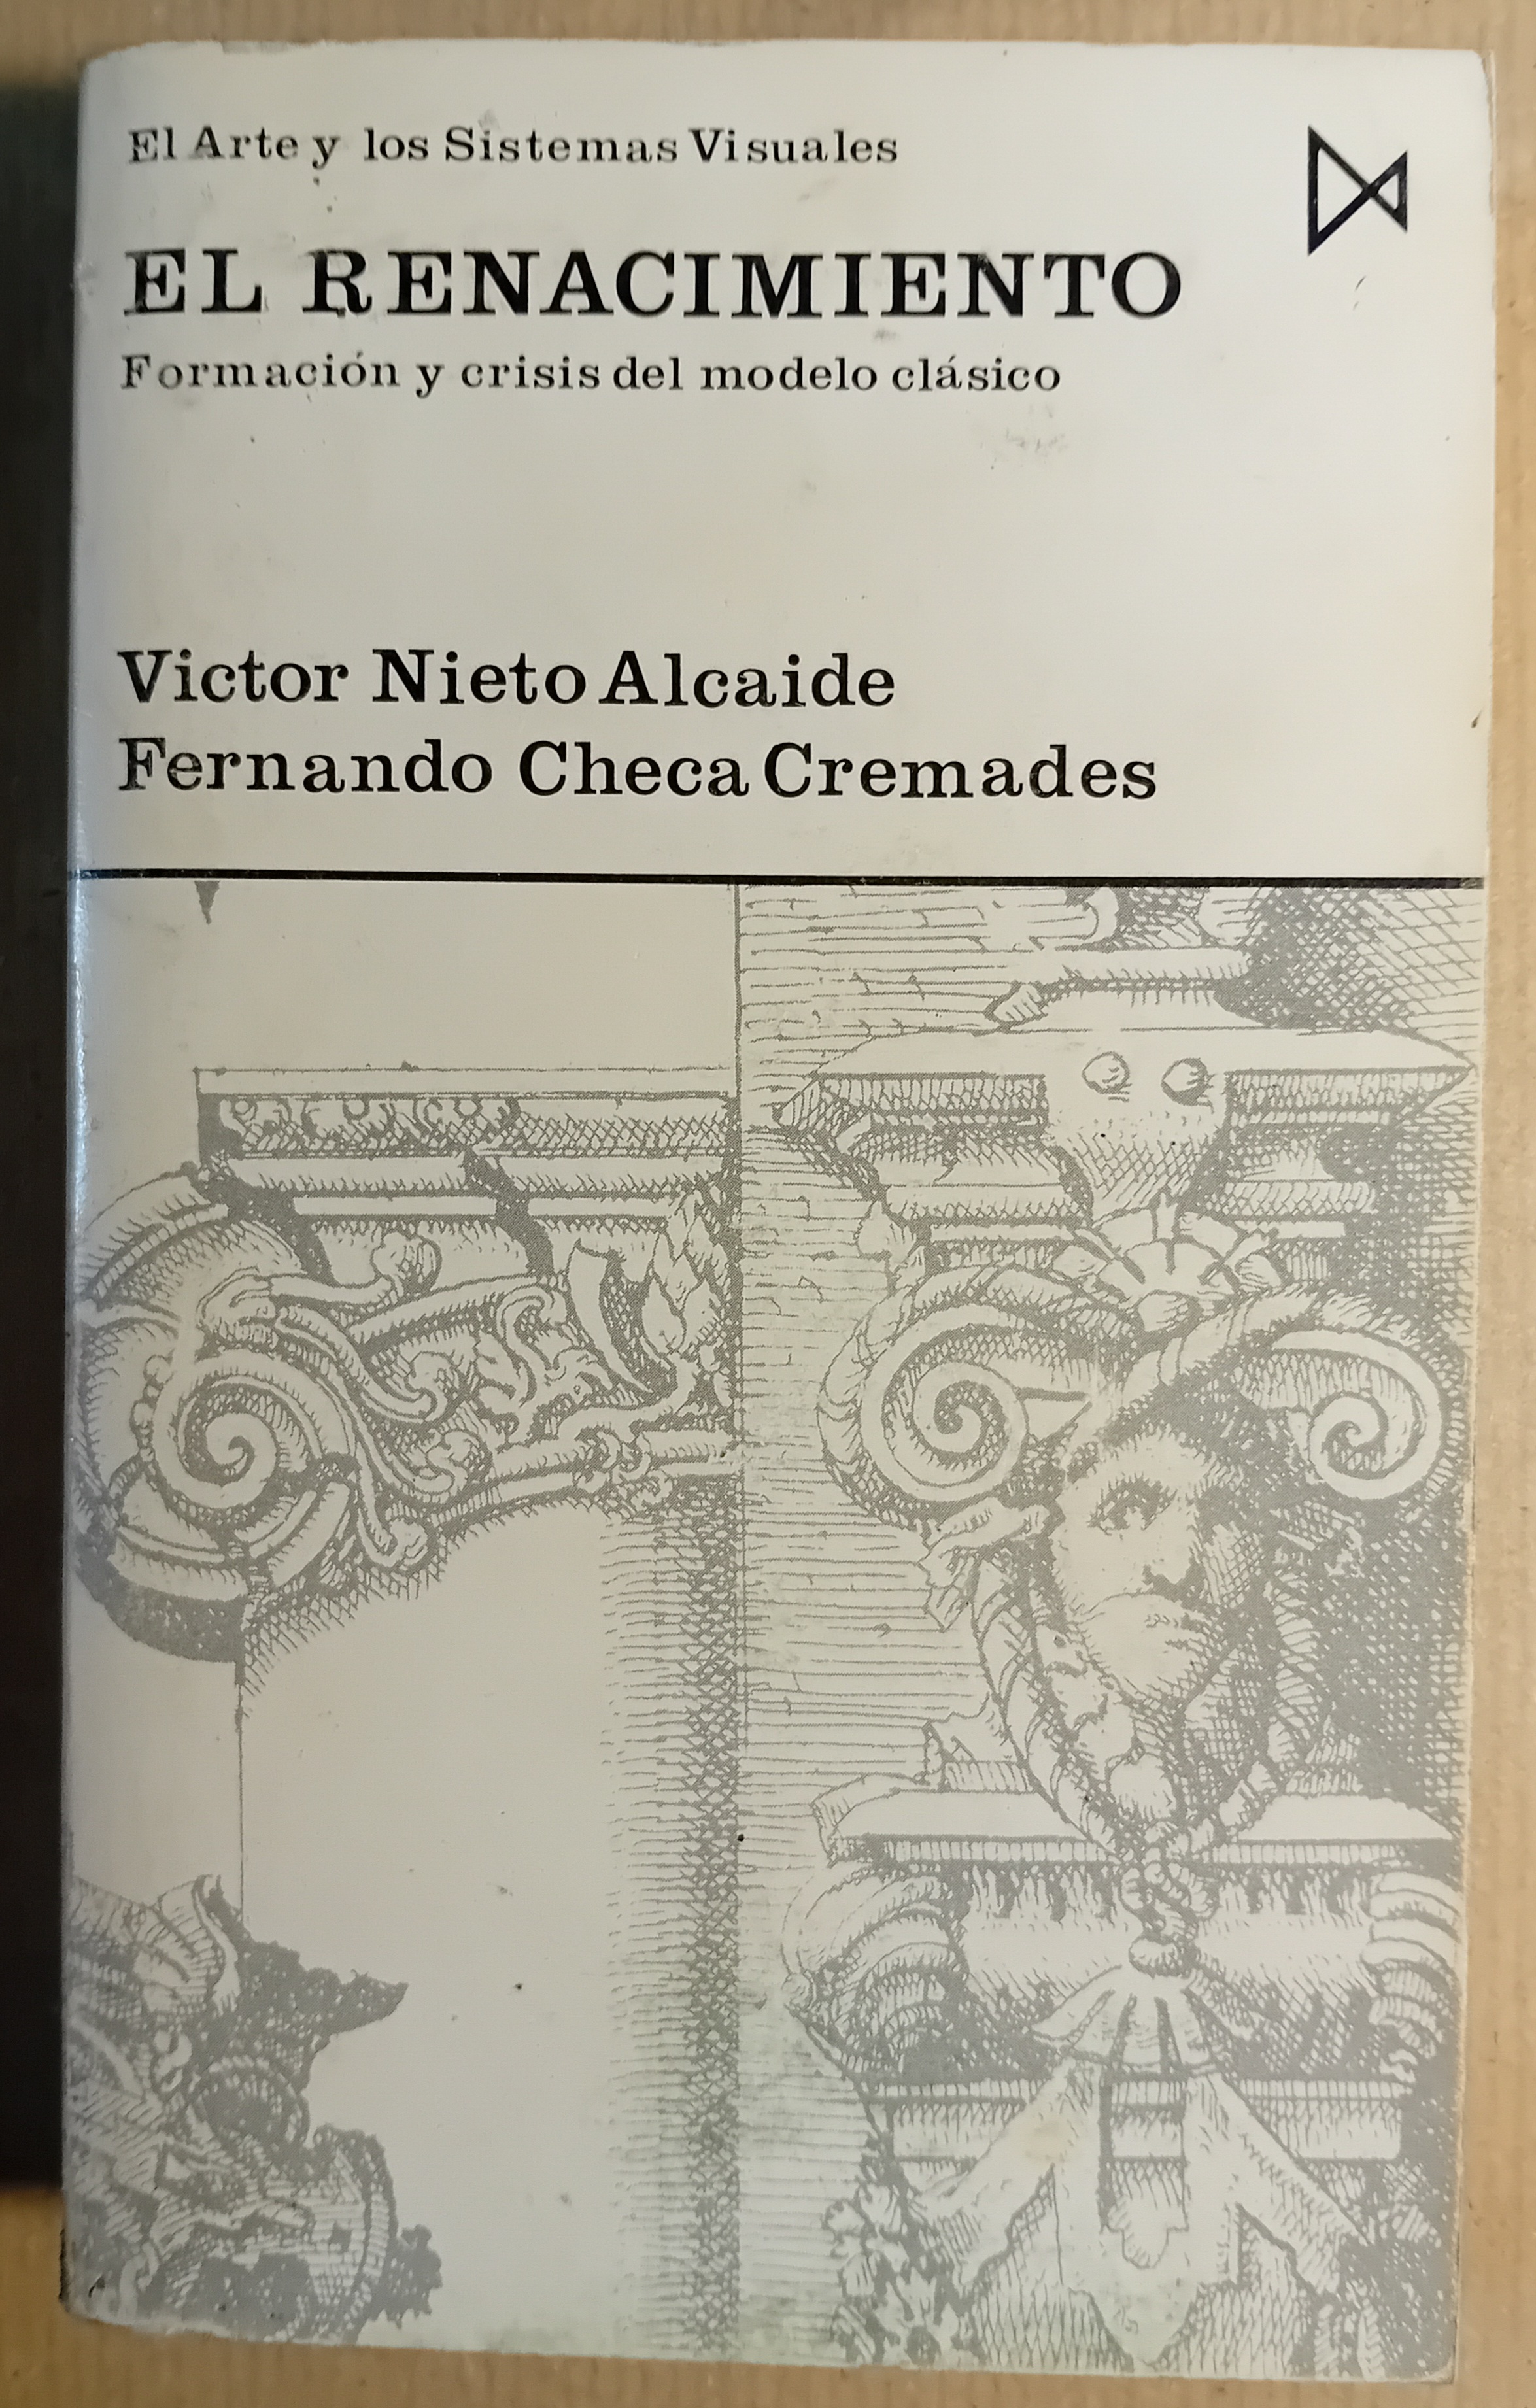 El Arte y los Sistemas Visuales
EL RENACIMIENTO
Formación y crisis del modelo clásico
Victor Nieto Alcaide
Fernando Checa Cremades